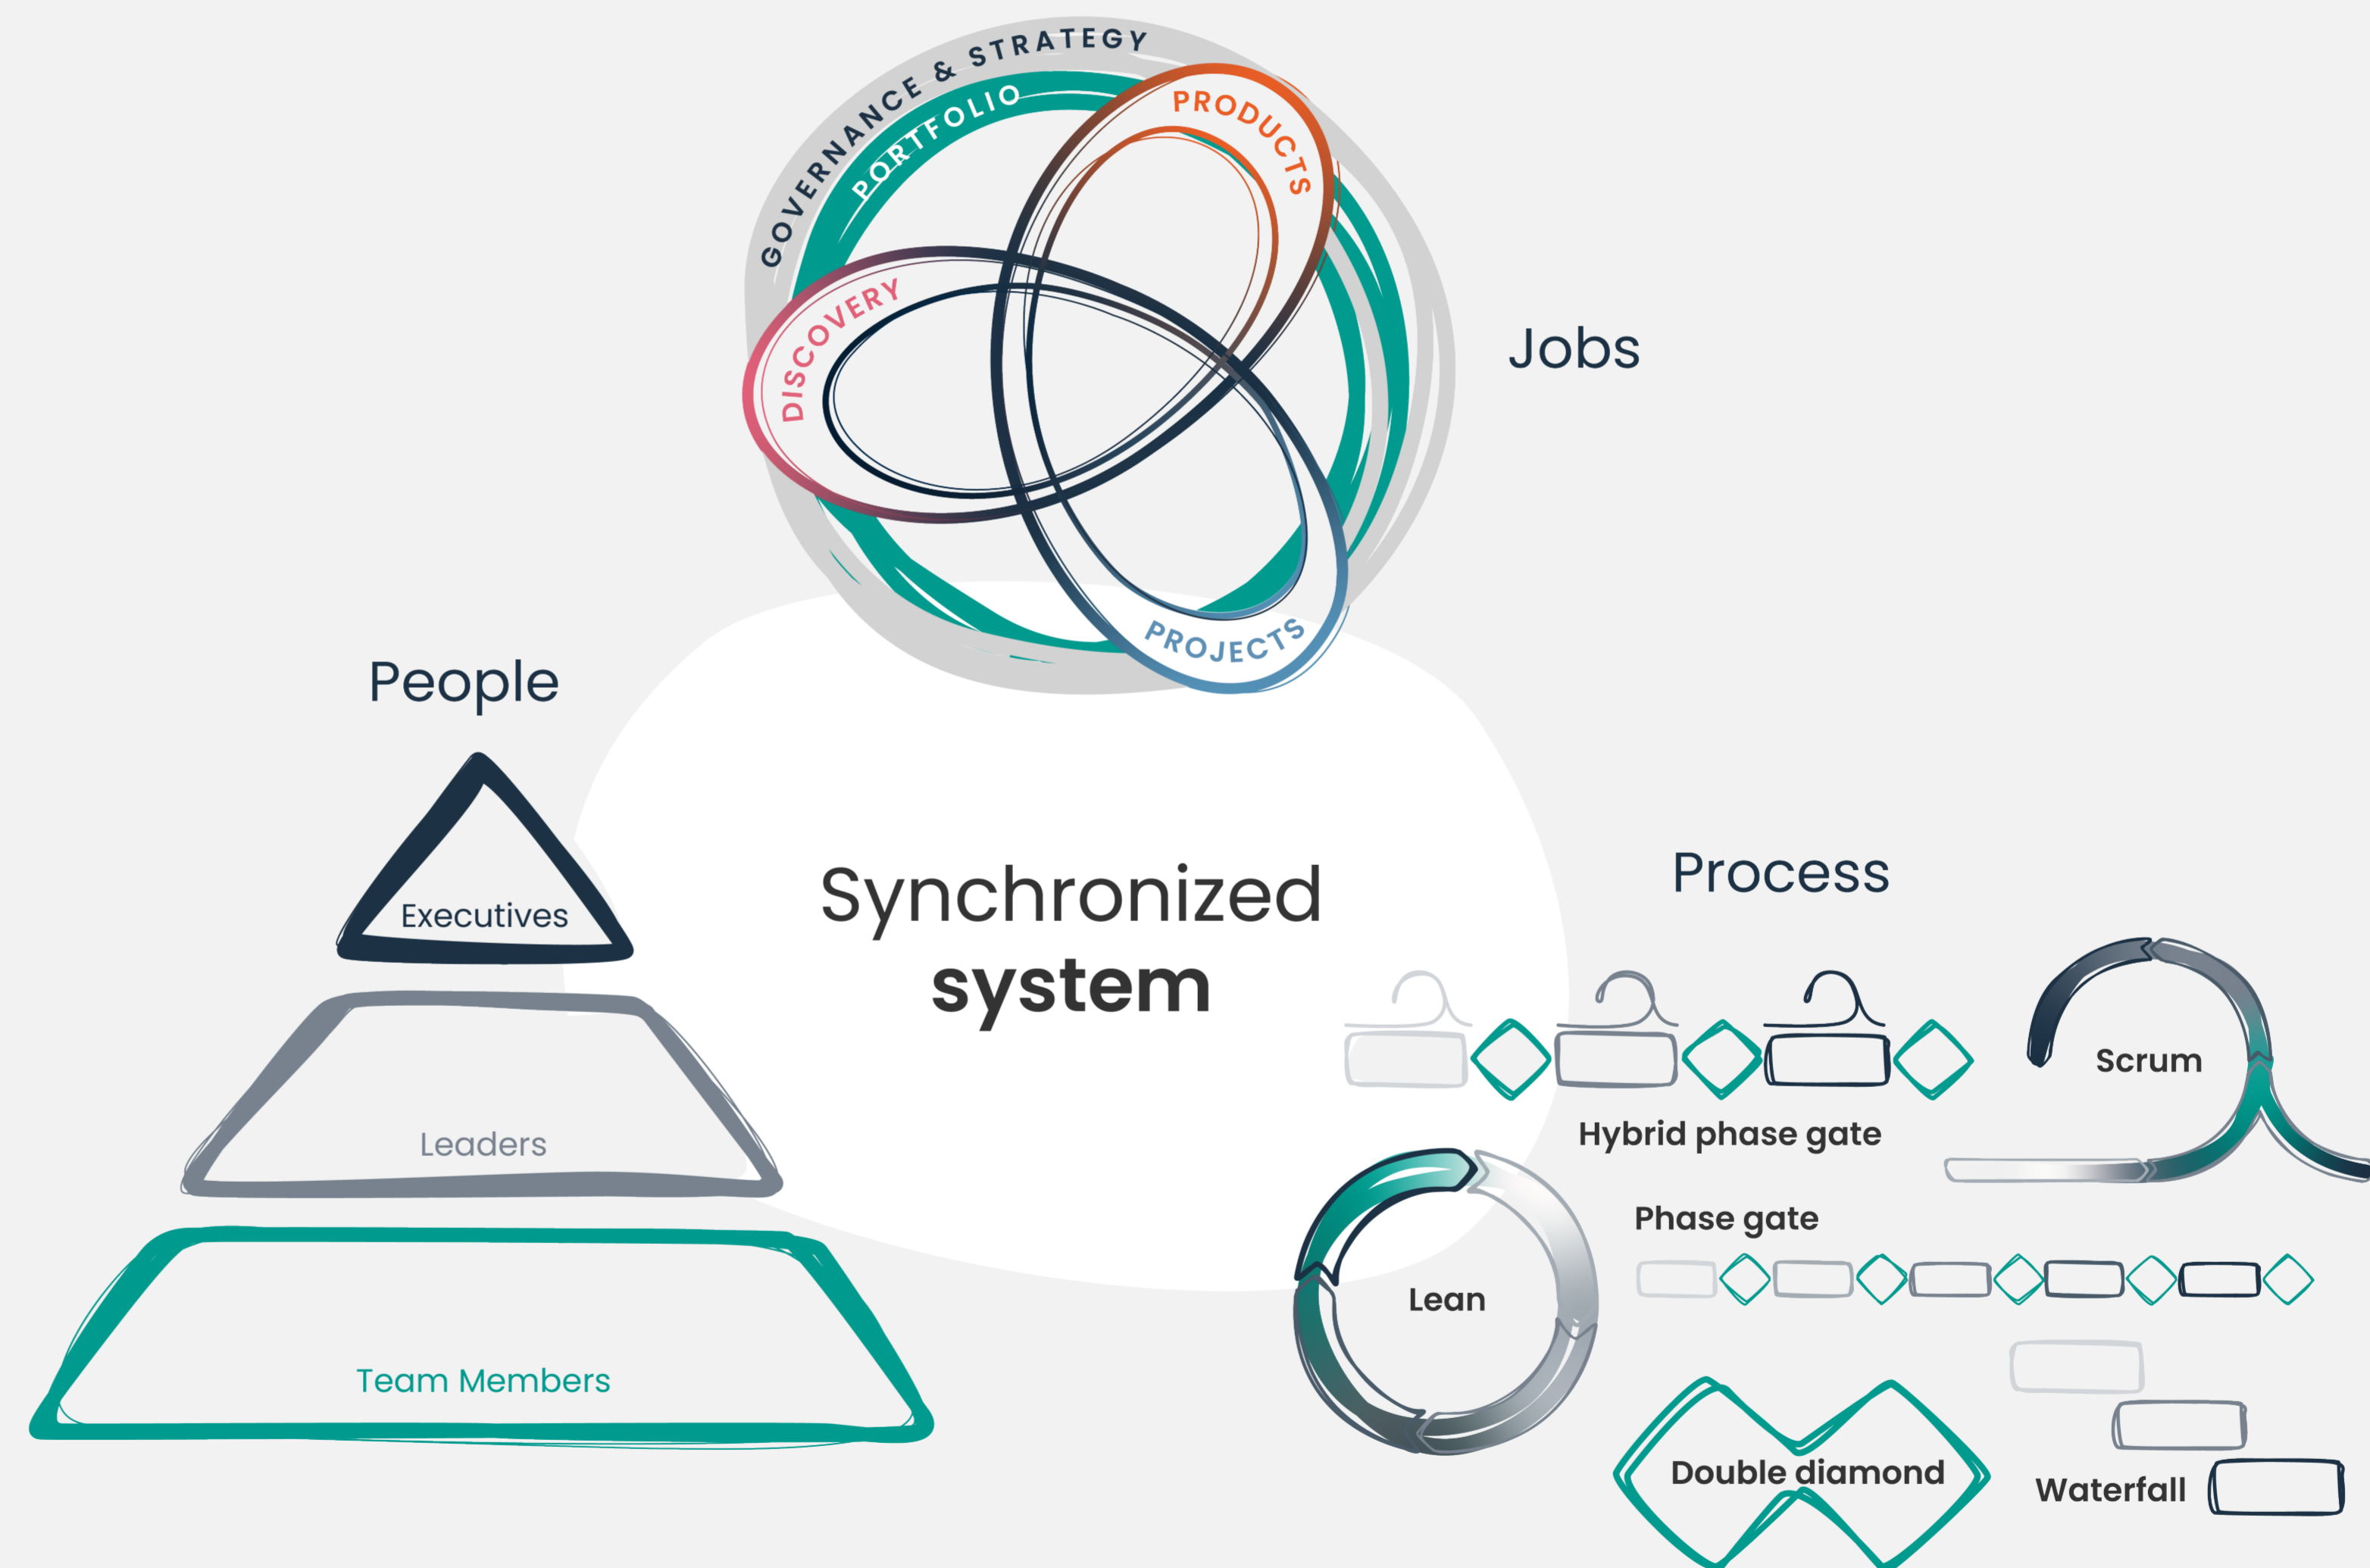 GOVERNANCE & STRATEGY
PORTFOLIO
PRODUCTS
DISCOVERY
PROJECTS
Jobs
People
Executives
Leaders
Team Members
Synchronized
system
Process
Scrum
Hybrid phase gate
Phase gate
Lean
Double diamond
Waterfall